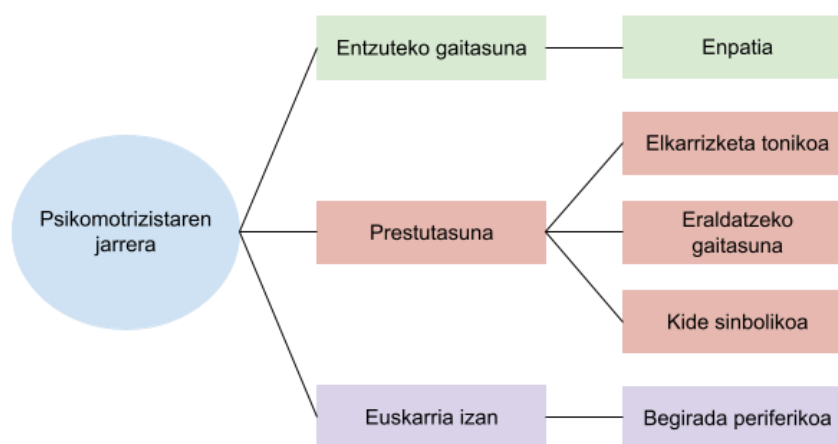 Entzuteko gaitasuna
Enpatia
Elkarrizketa tonikoa
Psikomotrizistaren
jarrera
Prestutasuna
Eraldatzeko
gaitasuna
Kide sinbolikoa
Euskarria izan
Begirada periferikoa